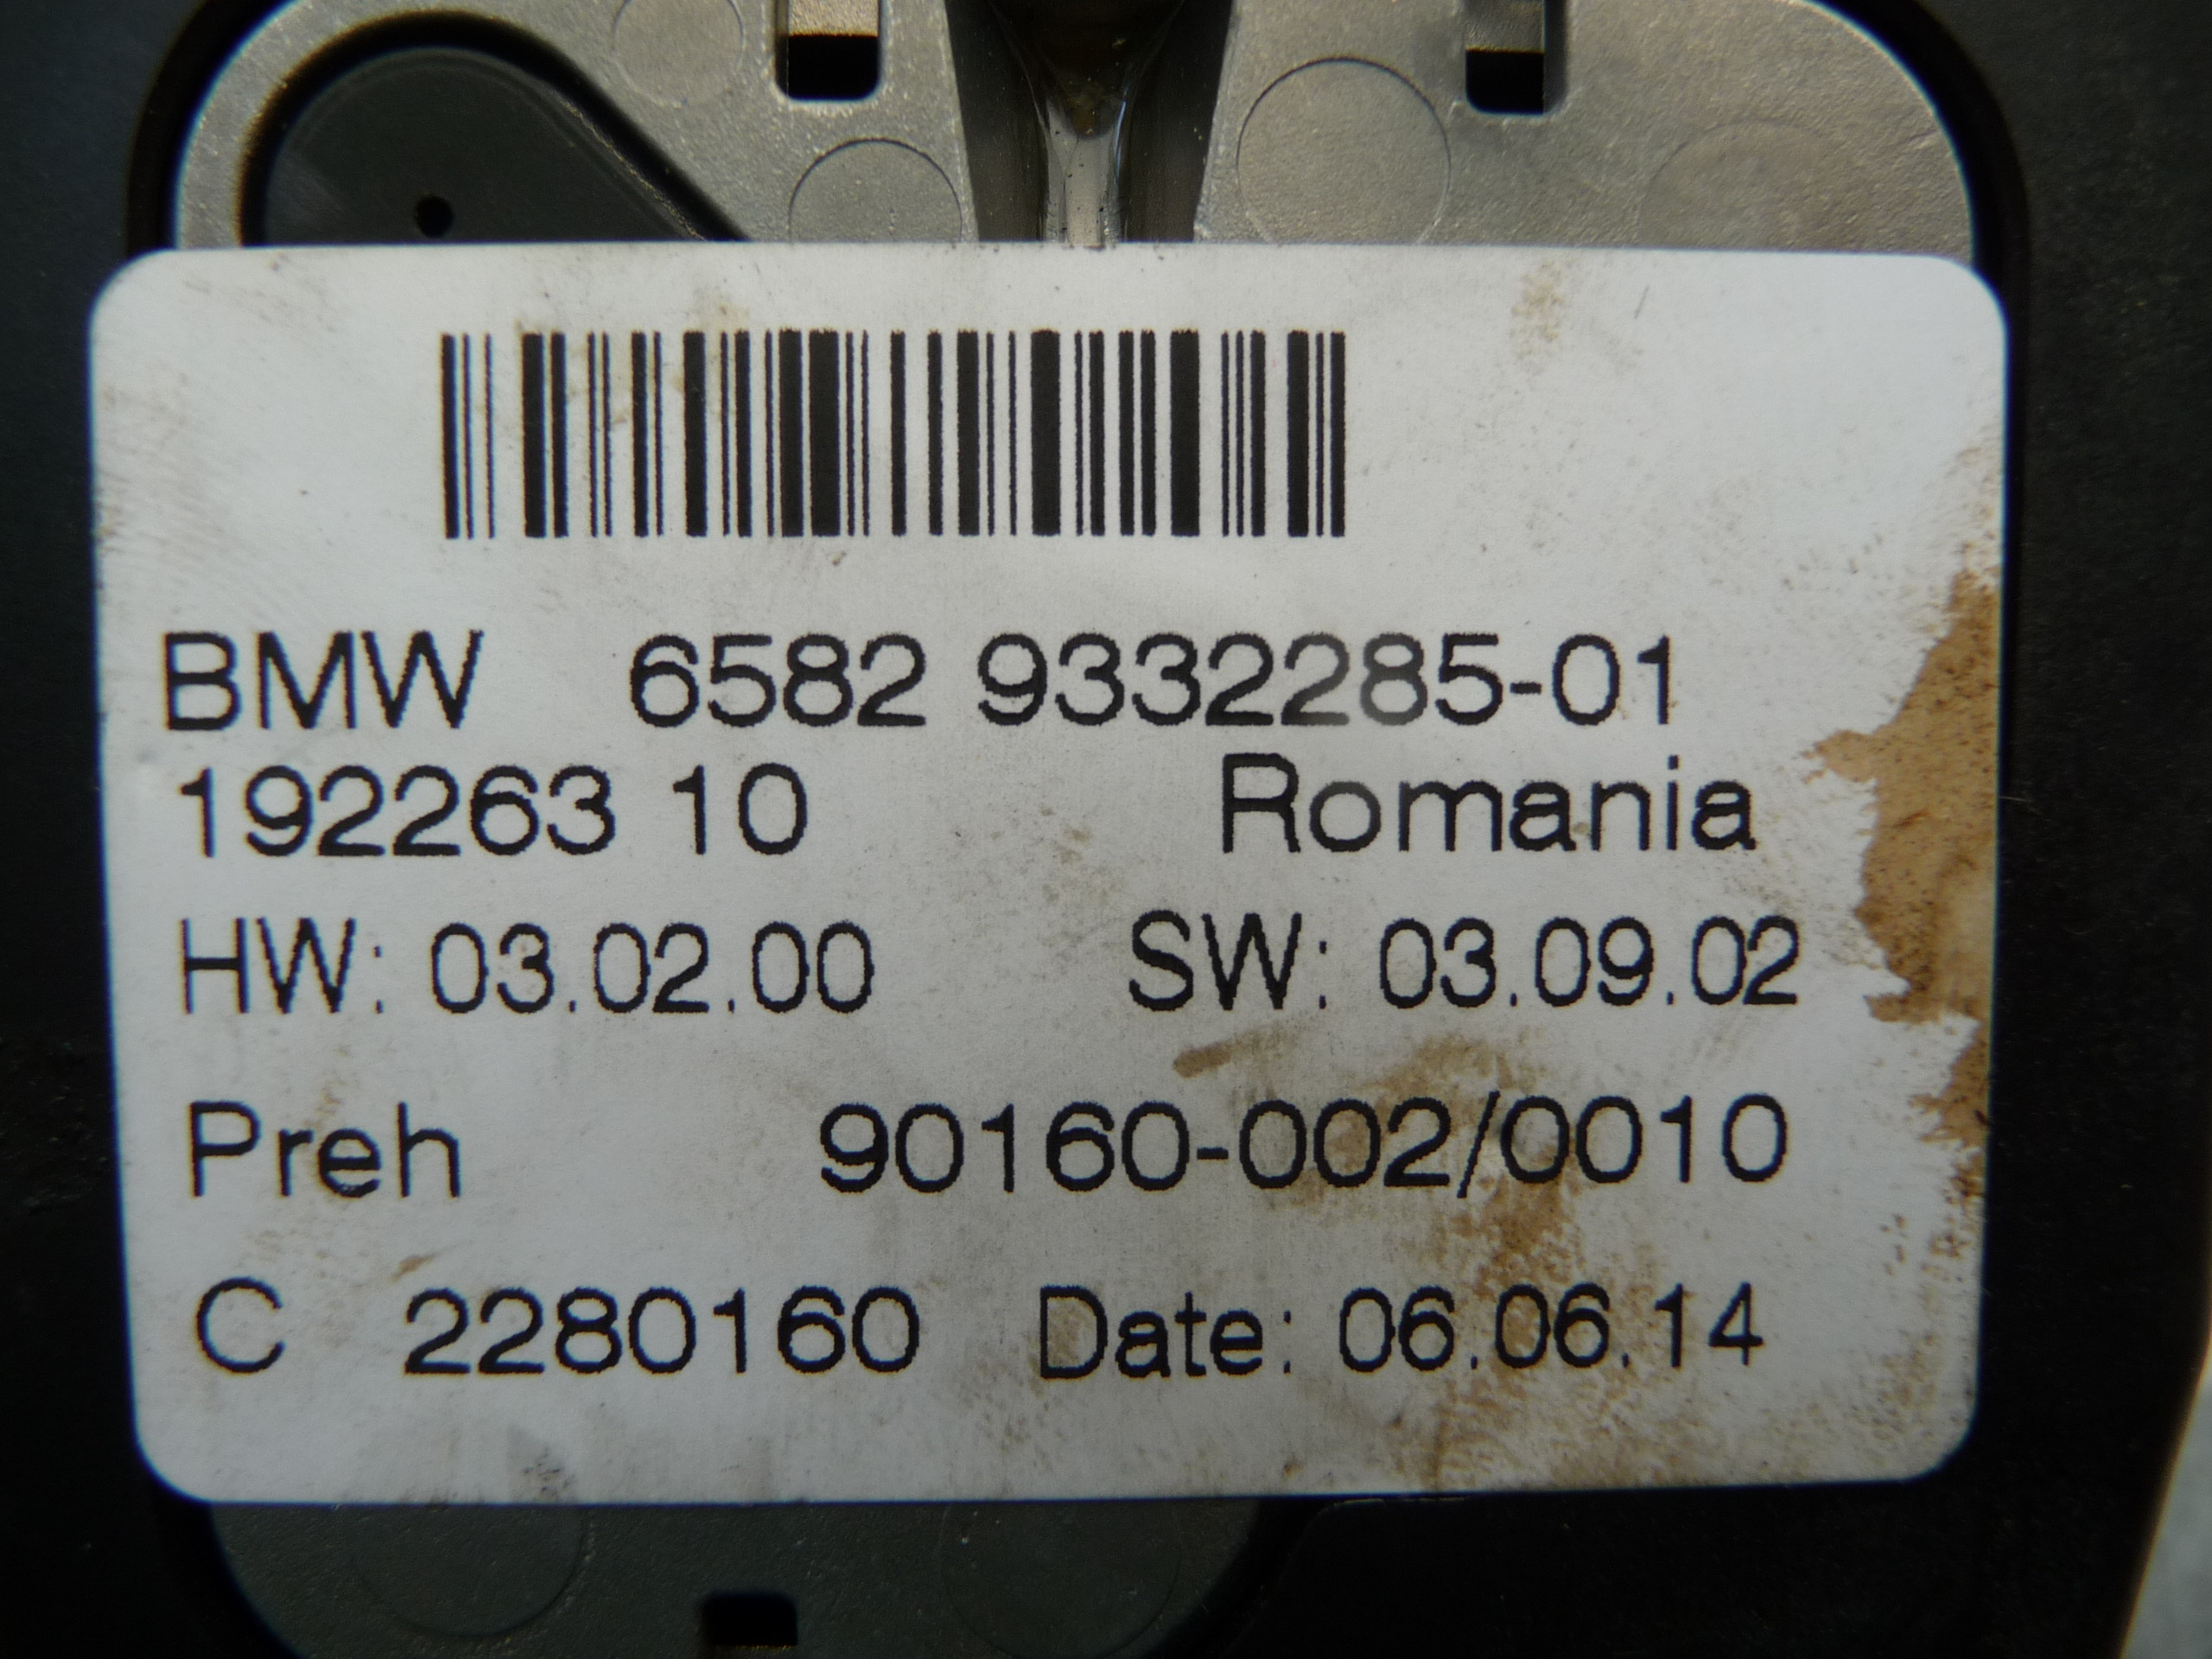 BMW 6582 9332285-01
192263 10 Romania
HW: 03.02.00 SW: 03.09.02
Preh 90160-002/0010
C 2280160 Date: 06.06.14